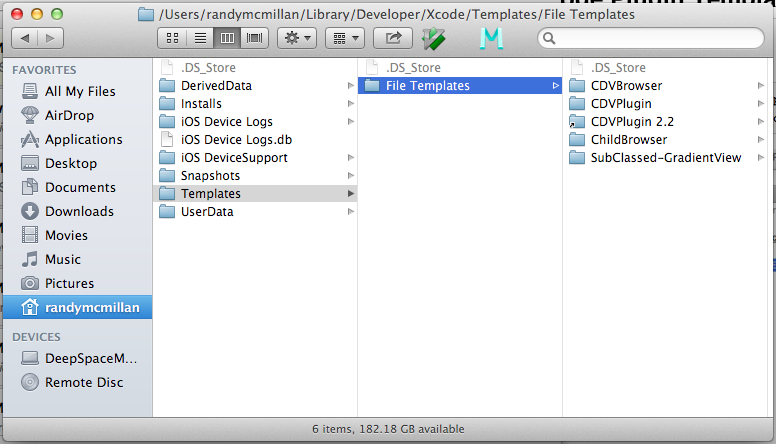 /Users/randymcmillan/Library/Developer/Xcode/Templates/File Templates
FAVORITES
All My Files
AirDrop
Applications
Desktop
Documents
Downloads
Movies
Music
Pictures
randymcmillan
DEVICES
DeepSpaceM...
Remote Disc
.DS_Store
DerivedData
Installs
iOS Device Logs
iOS Device Logs.db
iOS DeviceSupport
Snapshots
Templates
UserData
.DS_Store
File Templates
.DS_Store
CDVBrowser
CDVPlugin
CDVPlugin 2.2
ChildBrowser
SubClassed-GradientView
6 items, 182.18 GB available